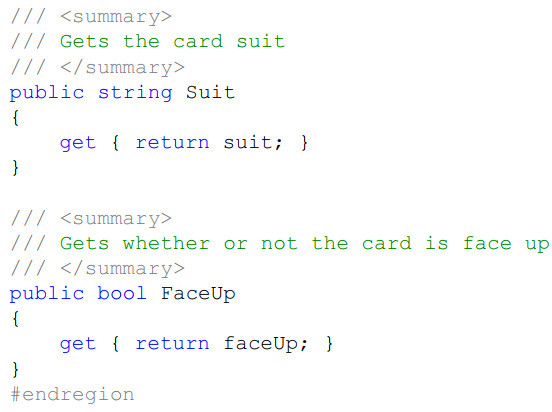 /// <summary>
/// Gets the card suit
/// </summary>
public string Suit
{
    get { return suit; }
}

/// <summary>
/// Gets whether or not the card is face up
/// </summary>
public bool FaceUp
{
    get { return faceUp; }
}
#endregion